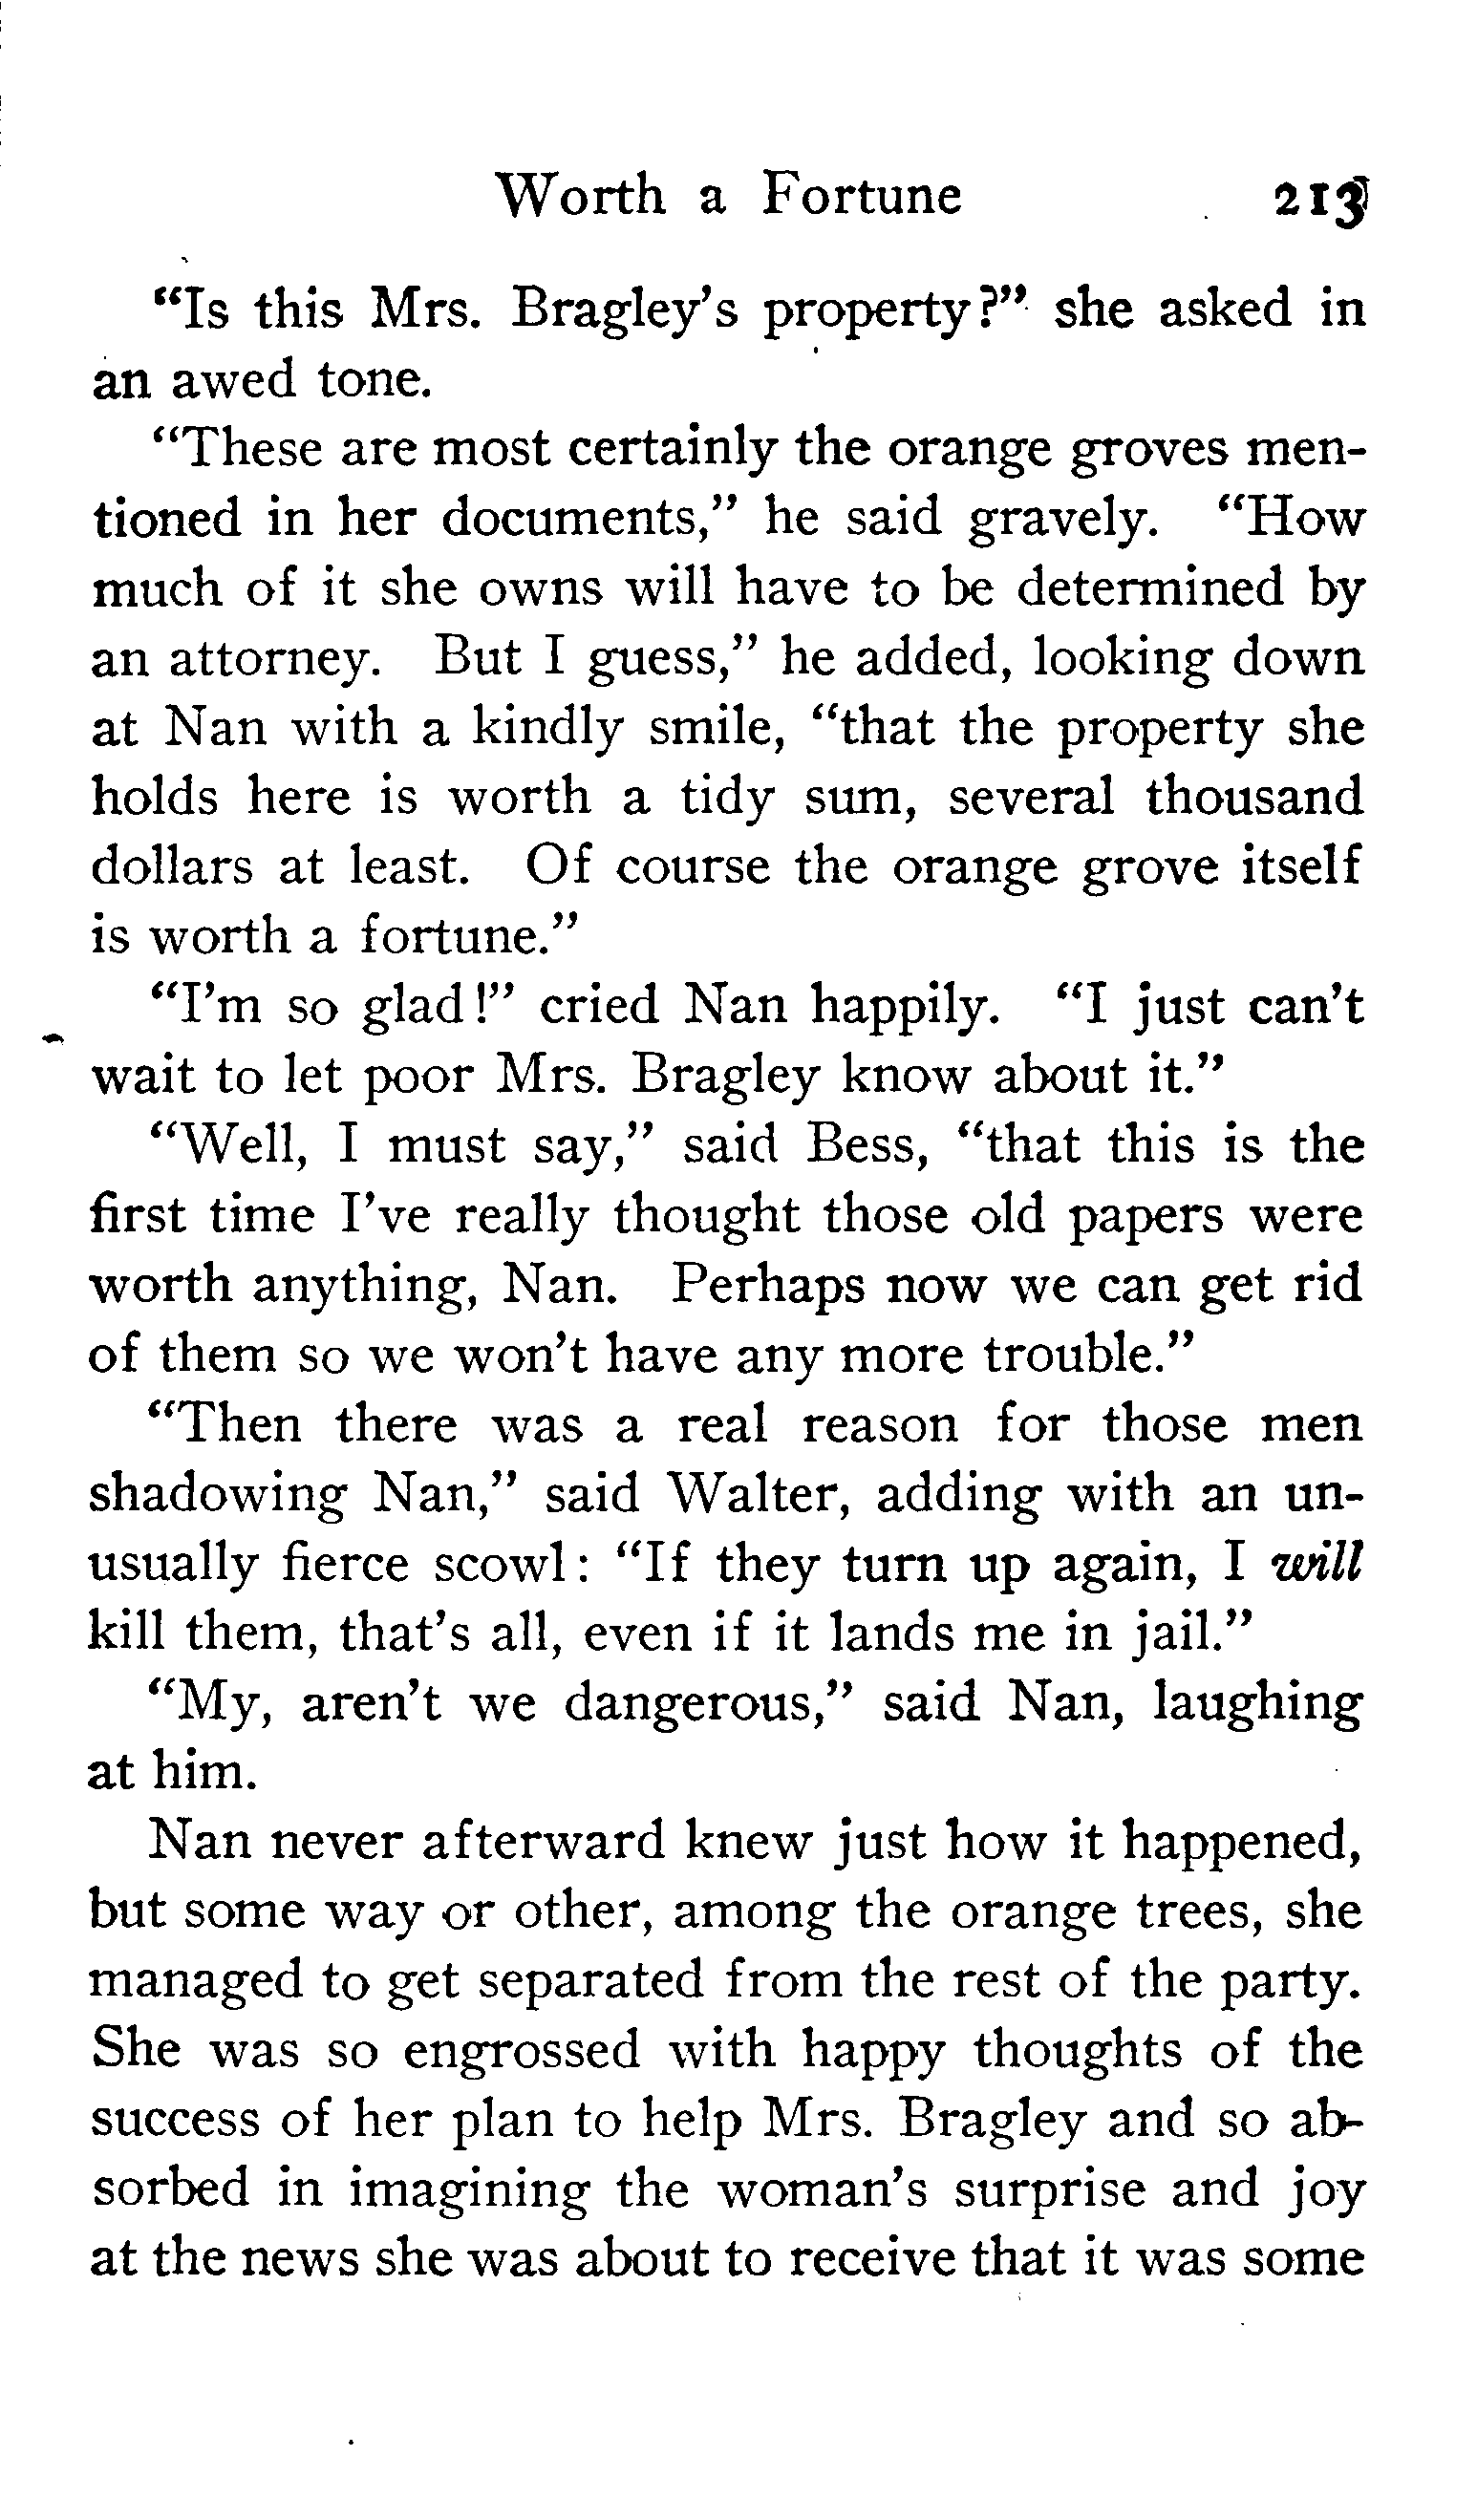 Worth a Fortune 213
"Is this Mrs. Bragley's property?" she asked in
an awed tone.
"These are most certainly the orange groves men-
tioned in her documents," he said gravely. "How
much of it she owns will have to be determined by
an attorney. But I guess," he added, looking down
at Nan with a kindly smile, "that the property she
holds here is worth a tidy sum, several thousand
dollars at least. Of course the orange grove itself
is worth a fortune."
"I'm so glad!" cried Nan happily. "I just can't
wait to let poor Mrs. Bragley know about it."
"Well, I must say," said Bess, "that this is the
first time I've really thought those old papers were
worth anything, Nan. Perhaps now we can get rid
of them so we won't have any more trouble."
"Then there was a real reason for those men
shadowing Nan," said Walter, adding with an un-
usually fierce scowl: "If they turn up again, I will
kill them, that's all, even if it lands me in jail."
"My, aren't we dangerous," said Nan, laughing
at him.
Nan never afterward knew just how it happened,
but some way or other, among the orange trees, she
managed to get separated from the rest of the party.
She was so engrossed with happy thoughts of the
success of her plan to help Mrs. Bragley and so ab-
sorbed in imagining the woman's surprise and joy
at the news she was about to receive that it was some